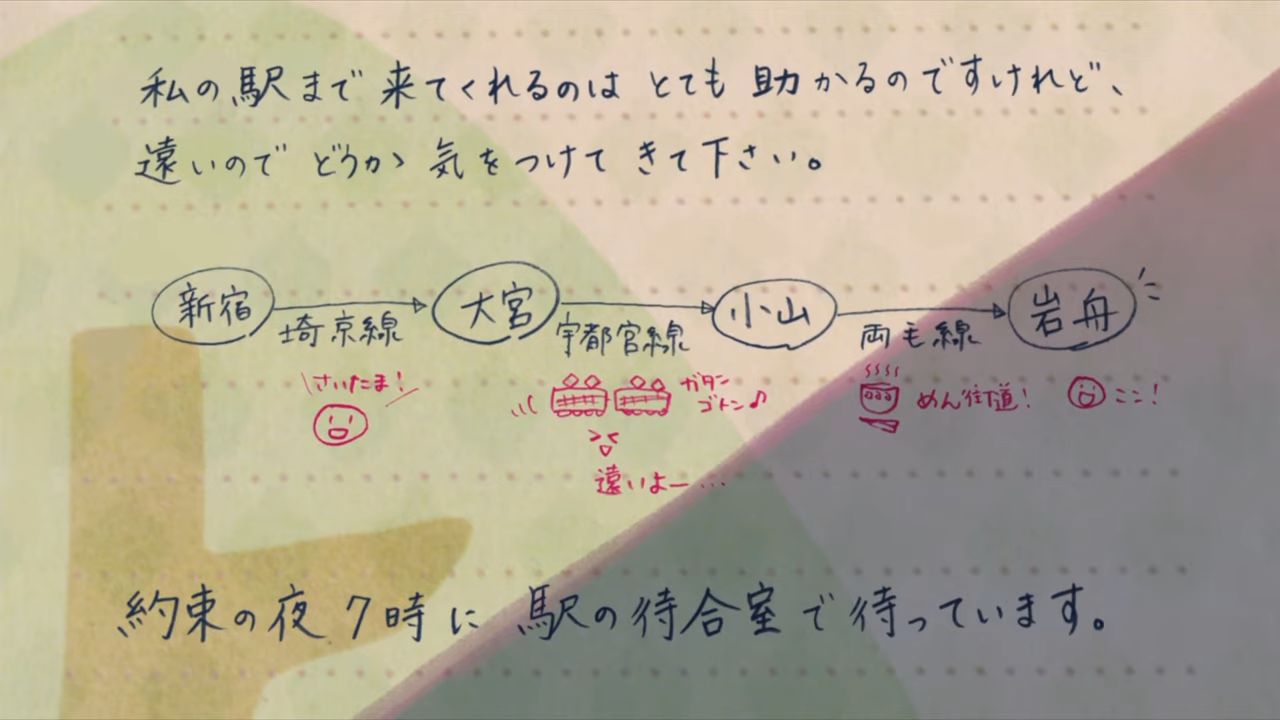 私の駅まで来てくれるのはとても助かるのですけれど、
遠いのでどうか気をつけてきて下さい。
新宿 大宮 小山 岩舟
埼京線 宇都宮線 両毛線
さいたま! ガタン
ゴトン♪ めん街道! ここ!
遠いよー…
約束の夜7時に駅の待合室で待っています。